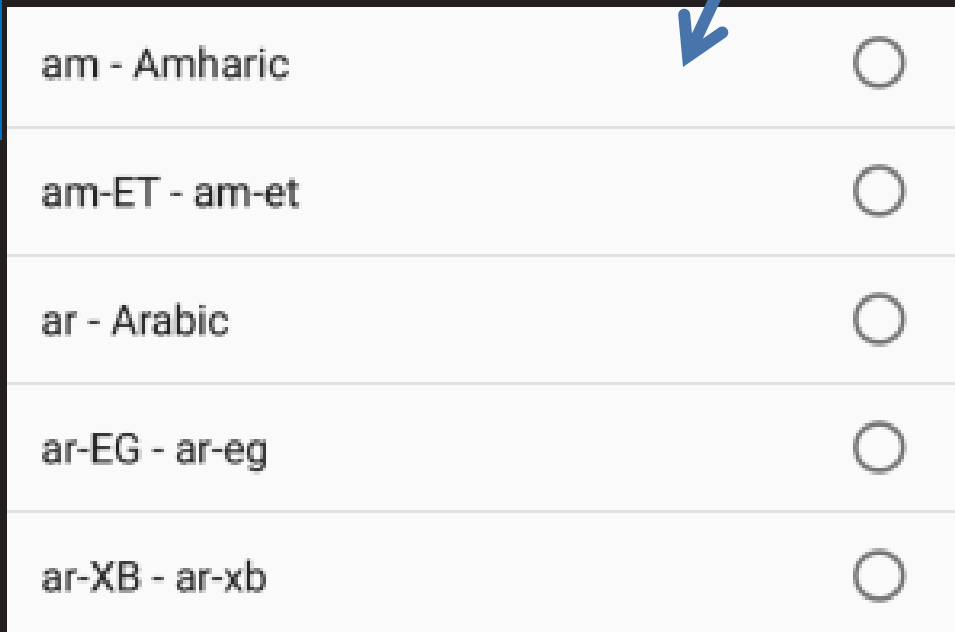 am - Amharic
am-ET - am-et
ar - Arabic
ar-EG - ar-eg
ar-XB - ar-xb